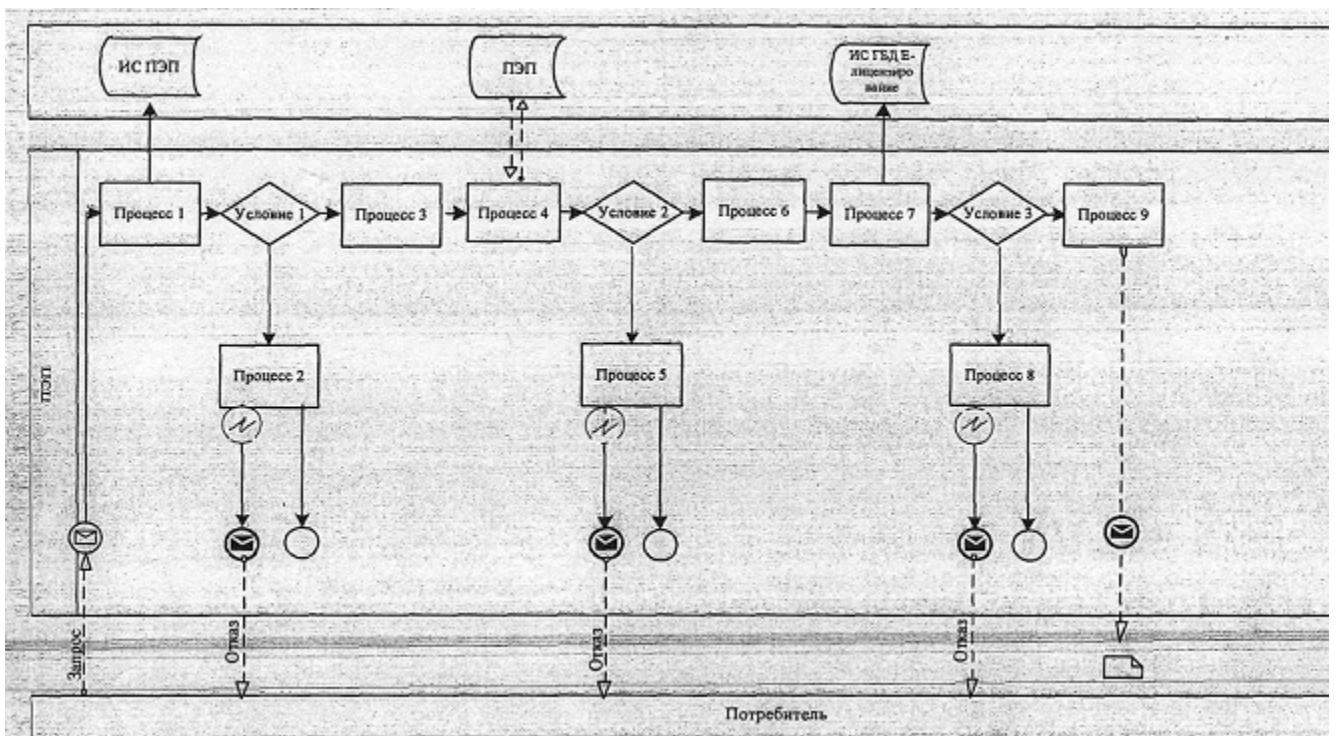 ИС ПЭП
ПЭП
ИС ГБД Е-
лицензиро
вание
Процесс 1
Условие 1
Процесс 3
Процесс 4
Условие 2
Процесс 6
Процесс 7
Условие 3
Процесс 9
Процесс 2
Процесс 5
Процесс 8
Запрос
Отказ
Отказ
Отказ
Потребитель